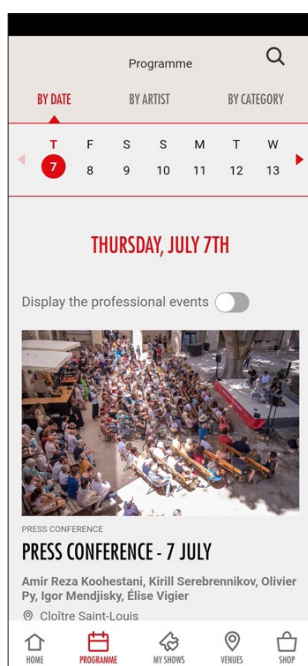 Programme
BY DATE BY ARTIST BY CATEGORY
T F S S M T W
7 8 9 10 11 12 13
THURSDAY, JULY 7TH
Display the professional events
PRESS CONFERENCE
PRESS CONFERENCE - 7 JULY
Amir Reza Koohestani, Kirill Serebrennikov, Olivier
Py, Igor Mendjisky, Élise Vigier
Cloître Saint-Louis
HOME PROGRAMME MY SHOWS VENUES SHOP